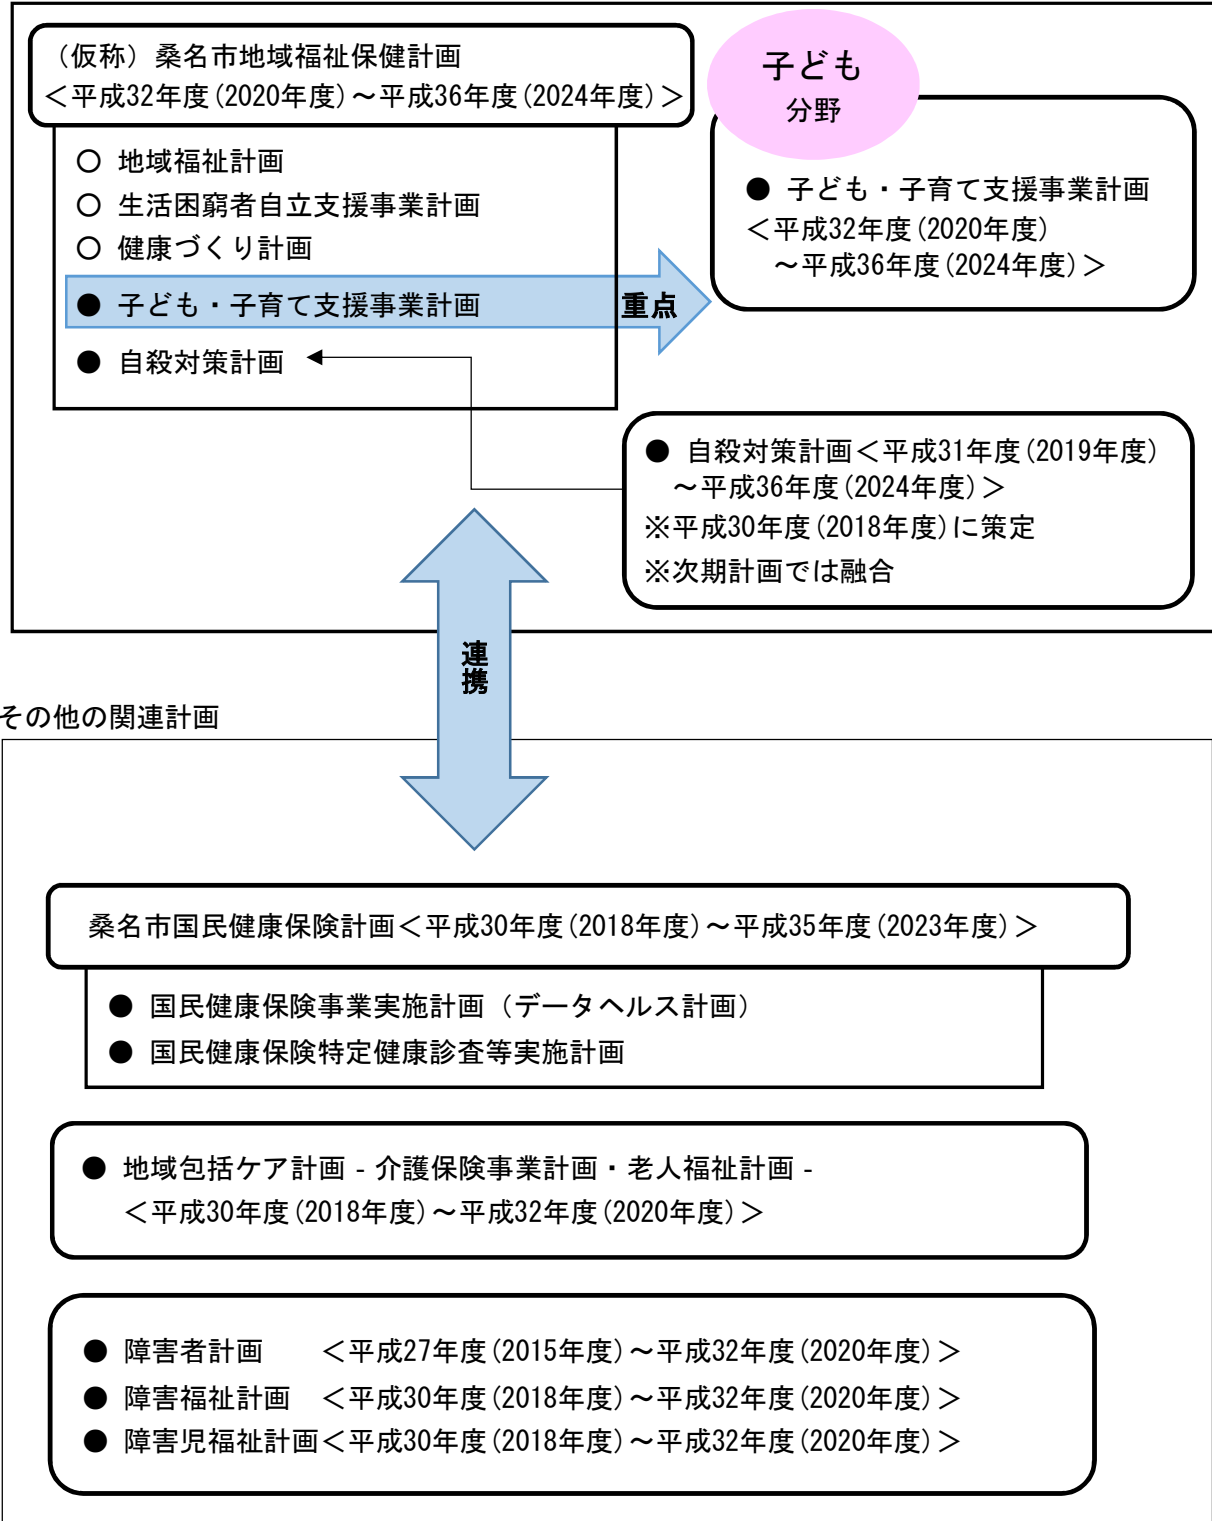 （仮称）桑名市地域福祉保健計画
＜平成32年度(2020年度)～平成36年度(2024年度)＞
○ 地域福祉計画
○ 生活困窮者自立支援事業計画
○ 健康づくり計画
● 子ども・子育て支援事業計画
重点
● 自殺対策計画
子ども
分野
● 子ども・子育て支援事業計画
＜平成32年度(2020年度)
～平成36年度(2024年度)＞
● 自殺対策計画＜平成31年度(2019年度)
～平成36年度(2024年度)＞
※平成30年度(2018年度)に策定
※次期計画では融合
連携
その他の関連計画
桑名市国民健康保険計画＜平成30年度(2018年度)～平成35年度(2023年度)＞
● 国民健康保険事業実施計画（データヘルス計画）
● 国民健康保険特定健康診査等実施計画
● 地域包括ケア計画 - 介護保険事業計画・老人福祉計画 -
＜平成30年度(2018年度)～平成32年度(2020年度)＞
● 障害者計画　　＜平成27年度(2015年度)～平成32年度(2020年度)＞
● 障害福祉計画　＜平成30年度(2018年度)～平成32年度(2020年度)＞
● 障害児福祉計画＜平成30年度(2018年度)～平成32年度(2020年度)＞